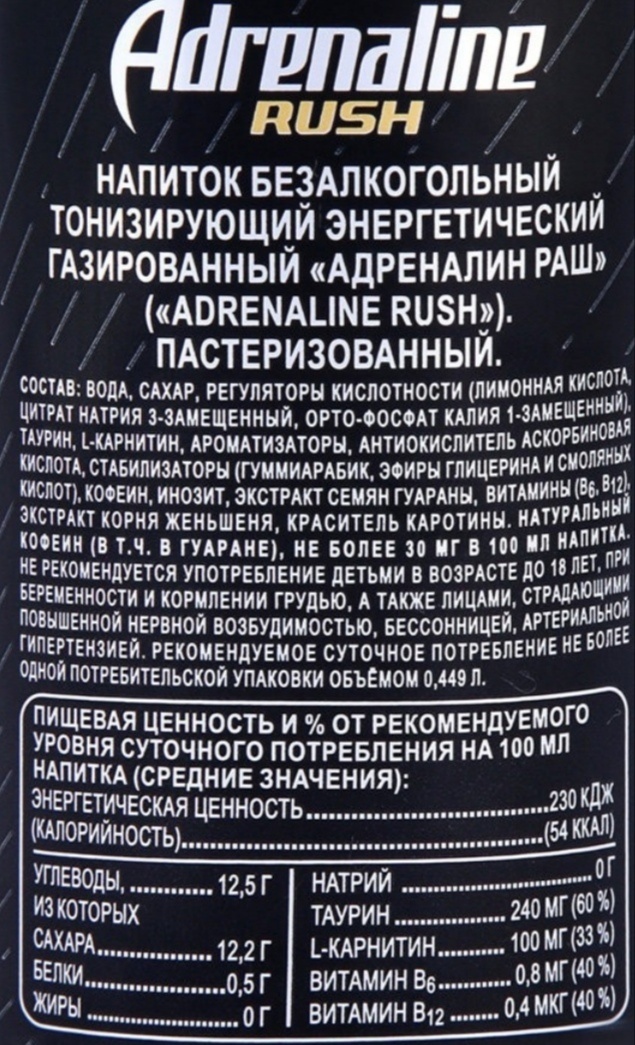 Adrenaline
RUSH
НАПИТОК БЕЗАЛКОГОЛЬНЫЙ
ТОНИЗИРУЮЩИЙ ЭНЕРГЕТИЧЕСКИЙ
ГАЗИРОВАННЫЙ «АДРЕНАЛИН РАШ»
(«ADRENALINE RUSH»).
ПАСТЕРИЗОВАННЫЙ.
СОСТАВ: ВОДА, САХАР, РЕГУЛЯТОРЫ КИСЛОТНОСТИ (ЛИМОННАЯ КИСЛОТА,
ЦИТРАТ НАТРИЯ 3-ЗАМЕЩЕННЫЙ, ОРТО-ФОСФАТ КАЛИЯ 1-ЗАМЕЩЕННЫЙ),
ТАУРИН, L-КАРНИТИН, АРОМАТИЗАТОРЫ, АНТИОКИСЛИТЕЛЬ АСКОРБИНОВАЯ
КИСЛОТА, СТАБИЛИЗАТОРЫ (ГУММИАРАБИК, ЭФИРЫ ГЛИЦЕРИНА И СМОЛЯНЫХ
КИСЛОТ), КОФЕИН, ИНОЗИТ, ЭКСТРАКТ СЕМЯН ГУАРАНЫ, ВИТАМИНЫ (B6, B12),
ЭКСТРАКТ КОРНЯ ЖЕНЬШЕНЯ, КРАСИТЕЛЬ КАРОТИНЫ. НАТУРАЛЬНЫЙ
КОФЕИН (В Т.Ч. В ГУАРАНЕ), НЕ БОЛЕЕ 30 МГ В 100 МЛ НАПИТКА.
НЕ РЕКОМЕНДУЕТСЯ УПОТРЕБЛЕНИЕ ДЕТЬМИ В ВОЗРАСТЕ ДО 18 ЛЕТ, ПРИ
БЕРЕМЕННОСТИ И КОРМЛЕНИИ ГРУДЬЮ, А ТАКЖЕ ЛИЦАМИ, СТРАДАЮЩИМИ
ПОВЫШЕННОЙ НЕРВНОЙ ВОЗБУДИМОСТЬЮ, БЕССОННИЦЕЙ, АРТЕРИАЛЬНОЙ
ГИПЕРТЕНЗИЕЙ. РЕКОМЕНДУЕМОЕ СУТОЧНОЕ ПОТРЕБЛЕНИЕ НЕ БОЛЕЕ
ОДНОЙ ПОТРЕБИТЕЛЬСКОЙ УПАКОВКИ ОБЪЁМОМ 0,449 Л.
ПИЩЕВАЯ ЦЕННОСТЬ И % ОТ РЕКОМЕНДУЕМОГО
УРОВНЯ СУТОЧНОГО ПОТРЕБЛЕНИЯ НА 100 МЛ
НАПИТКА (СРЕДНИЕ ЗНАЧЕНИЯ):
ЭНЕРГЕТИЧЕСКАЯ ЦЕННОСТЬ..............................230 КДЖ
(КАЛОРИЙНОСТЬ)..............................(54 ККАЛ)
УГЛЕВОДЫ, ............ 12,5 Г
ИЗ КОТОРЫХ
САХАРА................ 12,2 Г
БЕЛКИ...................0,5 Г
ЖИРЫ ..................... 0 Г
НАТРИЙ ........................0 Г
ТАУРИН ............... 240 МГ (60 %)
L-КАРНИТИН......... 100 МГ (33 %)
ВИТАМИН B6.......... 0,8 МГ (40 %)
ВИТАМИН B12 ....... 0,4 МКГ (40 %)